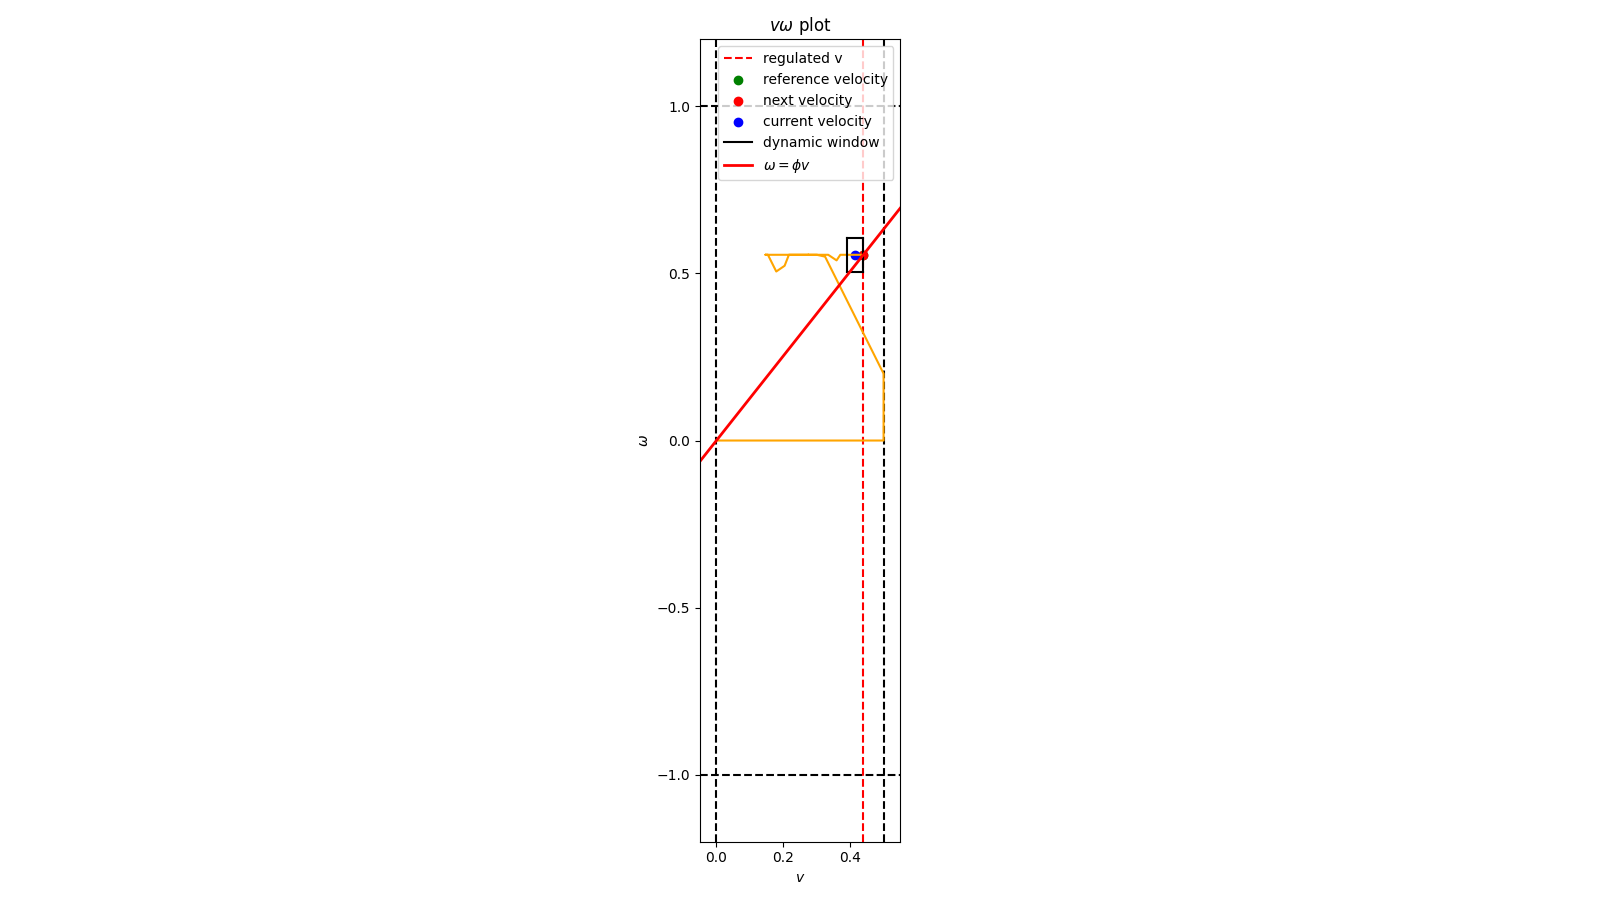 vω plot
regulated v
reference velocity
next velocity
current velocity
dynamic window
ω = ϕv
1.0
0.5
0.0
−0.5
−1.0
ω
0.0 0.2 0.4
v